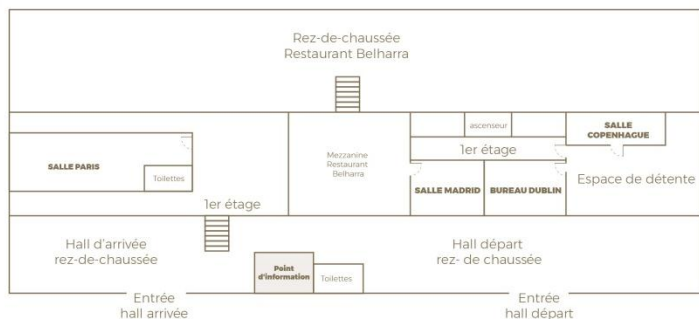 Rez-de-chaussée
Restaurant Belharra
ascenseur
SALLE
COPENHAGUE
1er étage
Mezzanine
Restaurant
Belharra
SALLE PARIS
Toilettes
SALLE MADRID
BUREAU DUBLIN
Espace de détente
1er étage
Hall d'arrivée
rez-de-chaussée
Hall départ
rez- de chaussée
Point
d'information
Toilettes
Entrée
hall arrivée
Entrée
hall départ